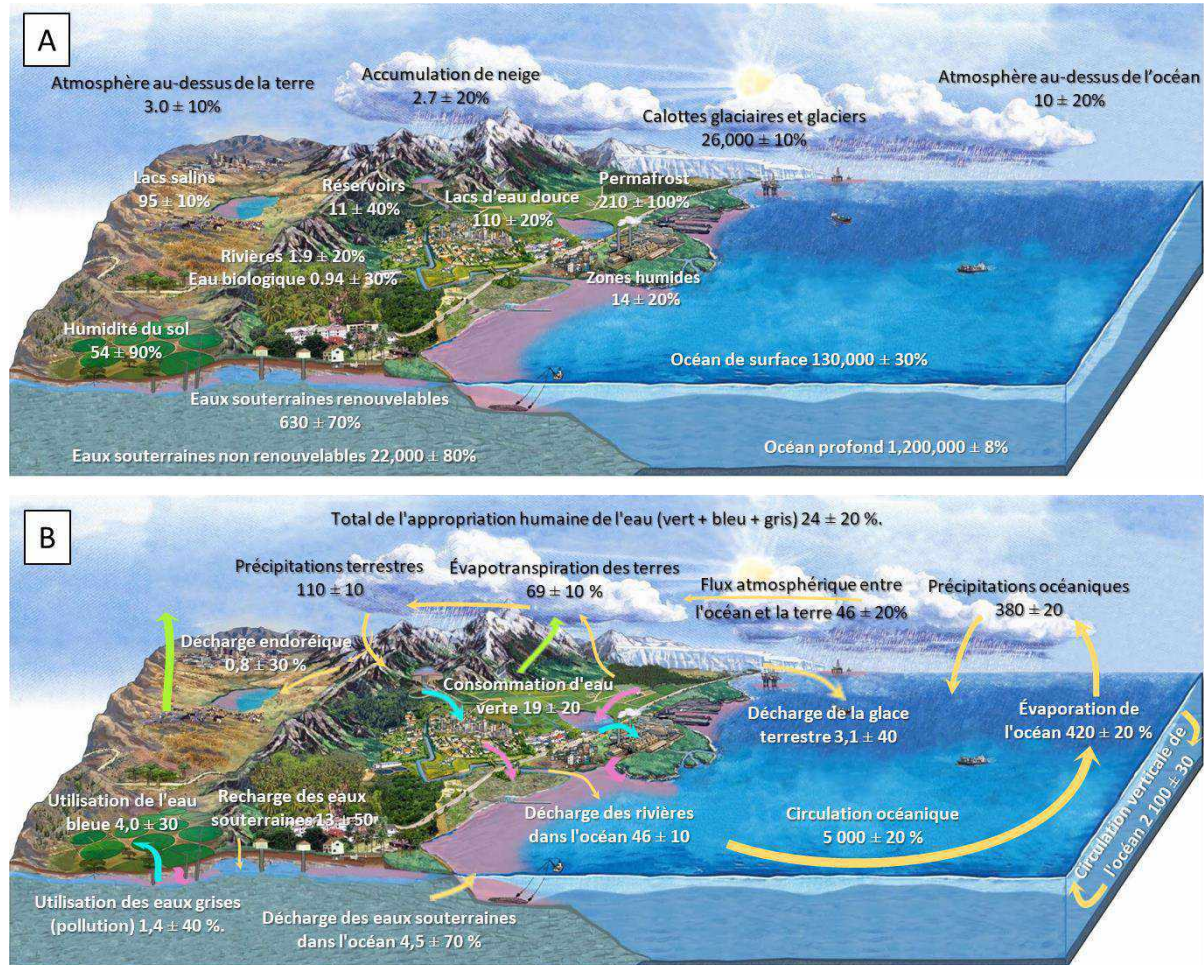 A
Atmosphère au-dessus de la terre
3.0 ± 10%
Accumulation de neige
2.7 ± 20%
Atmosphère au-dessus de l’océan
10 ± 20%
Calottes glaciaires et glaciers
26,000 ± 10%
Lacs salins
95 ± 10%
Réservoirs
11 ± 40%
Lacs d'eau douce
110 ± 20%
Permafrost
210 ± 100%
Rivières 1.9 ± 20%
Eau biologique 0.94 ± 30%
Zones humides
14 ± 20%
Humidité du sol
54 ± 90%
Océan de surface 130,000 ± 30%
Eaux souterraines renouvelables
630 ± 70%
Eaux souterraines non renouvelables 22,000 ± 80%
Océan profond 1,200,000 ± 8%
B
Total de l'appropriation humaine de l'eau (vert + bleu + gris) 24 ± 20 %.
Précipitations terrestres
110 ± 10
Évapotranspiration des terres
69 ± 10 %
Flux atmosphérique entre
l'océan et la terre 46 ± 20%
Précipitations océaniques
380 ± 20
Décharge endoréique
0,8 ± 30 %
Consommation d'eau
verte 19 ± 20
Décharge de la glace
terrestre 3,1 ± 40
Évaporation de
l'océan 420 ± 20 %
Circulation verticale de
l'océan 2 100 ± 30
Utilisation de l'eau
bleue 4,0 ± 30
Recharge des eaux
souterraines 13 ± 50
Décharge des rivières
dans l'océan 46 ± 10
Circulation océanique
5 000 ± 20 %
Utilisation des eaux grises
(pollution) 1,4 ± 40 %.
Décharge des eaux souterraines
dans l'océan 4,5 ± 70 %